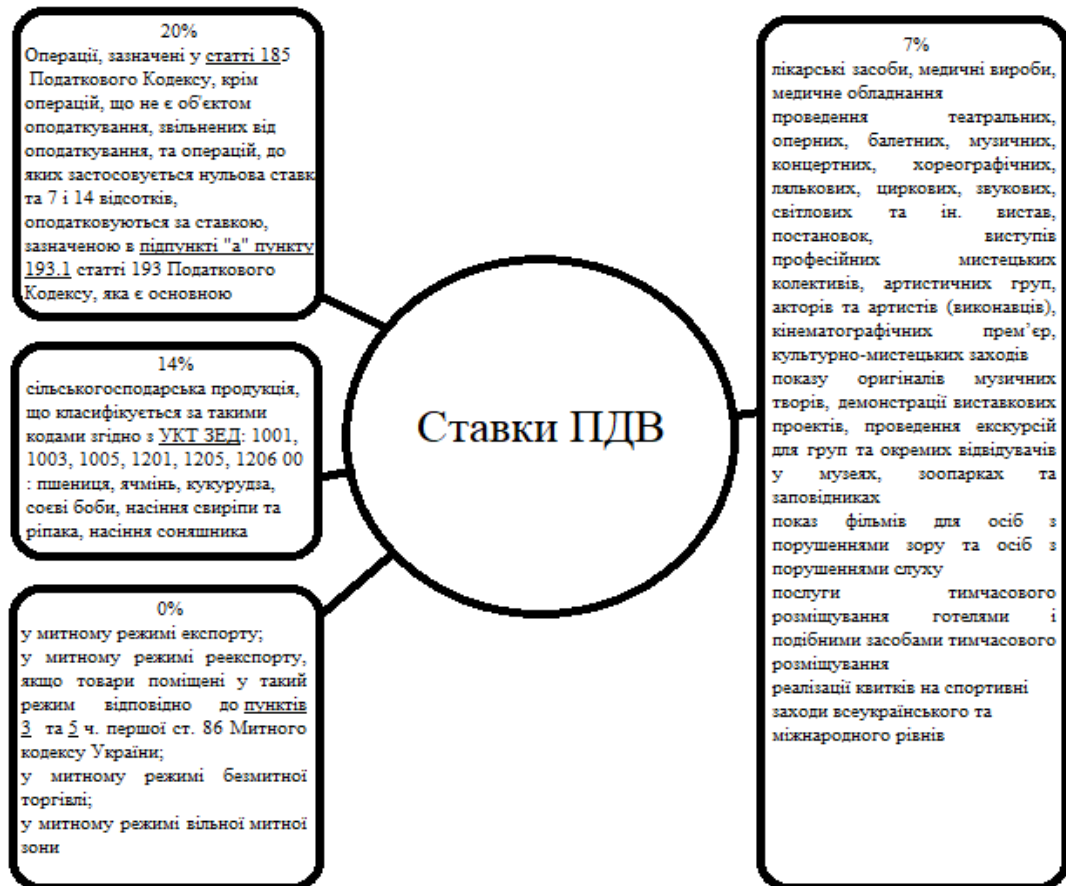 20%
Операції, зазначені у статті 185
Податкового Кодексу, крім
операцій, що не є об'єктом
оподаткування, звільнених від
оподаткування, та операцій, до
яких застосовується нульова ставк
та 7 і 14 відсотків,
оподатковуються за ставкою,
зазначеною в підпункті "а" пункту
193.1 статті 193 Податкового
Кодексу, яка є основною
14%
сільськогосподарська продукція,
що класифікується за такими
кодами згідно з УКТ ЗЕД: 1001,
1003, 1005, 1201, 1205, 1206 00
: пшениця, ячмінь, кукурудза,
соєві боби, насіння свиріпи та
ріпака, насіння соняшника
0%
у митному режимі експорту;
у митному режимі реекспорту,
якщо товари поміщені у такий
режим відповідно до пунктів
3 та 5 ч. першої ст. 86 Митного
кодексу України;
у митному режимі безмитної
торгівлі;
у митному режимі вільної митної
зони
Ставки ПДВ
7%
лікарські засоби, медичні вироби,
медичне обладнання
проведення театральних,
оперних, балетних, музичних,
концертних, хореографічних,
лялькових, циркових, звукових,
світлових та ін. вистав,
постановок, виступів
професійних мистецьких
колективів, артистичних груп,
акторів та артистів (виконавців),
кінематографічних прем’єр,
культурно-мистецьких заходів
показу оригіналів музичних
творів, демонстрації виставкових
проектів, проведення екскурсій
для груп та окремих відвідувачів
у музеях, зоопарках та
заповідниках
показ фільмів для осіб з
порушеннями зору та осіб з
порушеннями слуху
послуги тимчасового
розміщування готелями і
подібними засобами тимчасового
розміщування
реалізації квитків на спортивні
заходи всеукраїнського та
міжнародного рівнів